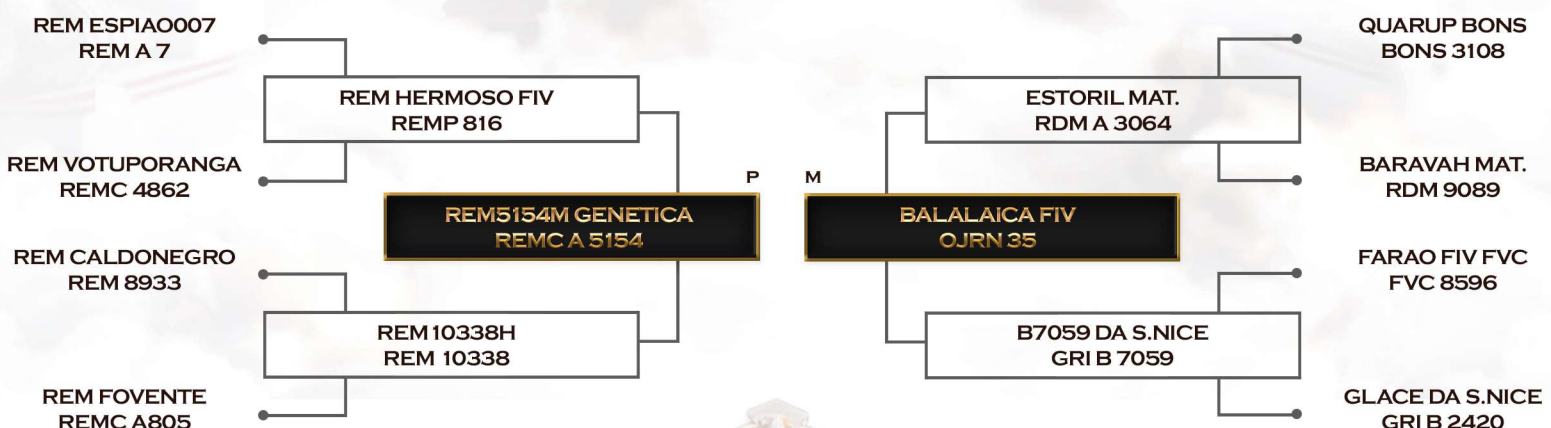 REM ESPIAO007
REM A 7
REM HERMOSO FIV
REMP 816
REM VOTUPORANGA
REMC 4862
P
REM5154M GENETICA
REMC A 5154
REM CALDONEGRO
REM 8933
REM 10338H
REM 10338
REM FOVENTE
REMC A805
QUARUP BONS
BONS 3108
ESTORIL MAT.
RDM A 3064
BARAVAH MAT.
RDM 9089
M
BALALAICA FIV
OJRN 35
FARAO FIV FVC
FVC 8596
B7059 DA S.NICE
GRI B 7059
GLACE DA S.NICE
GRI B 2420